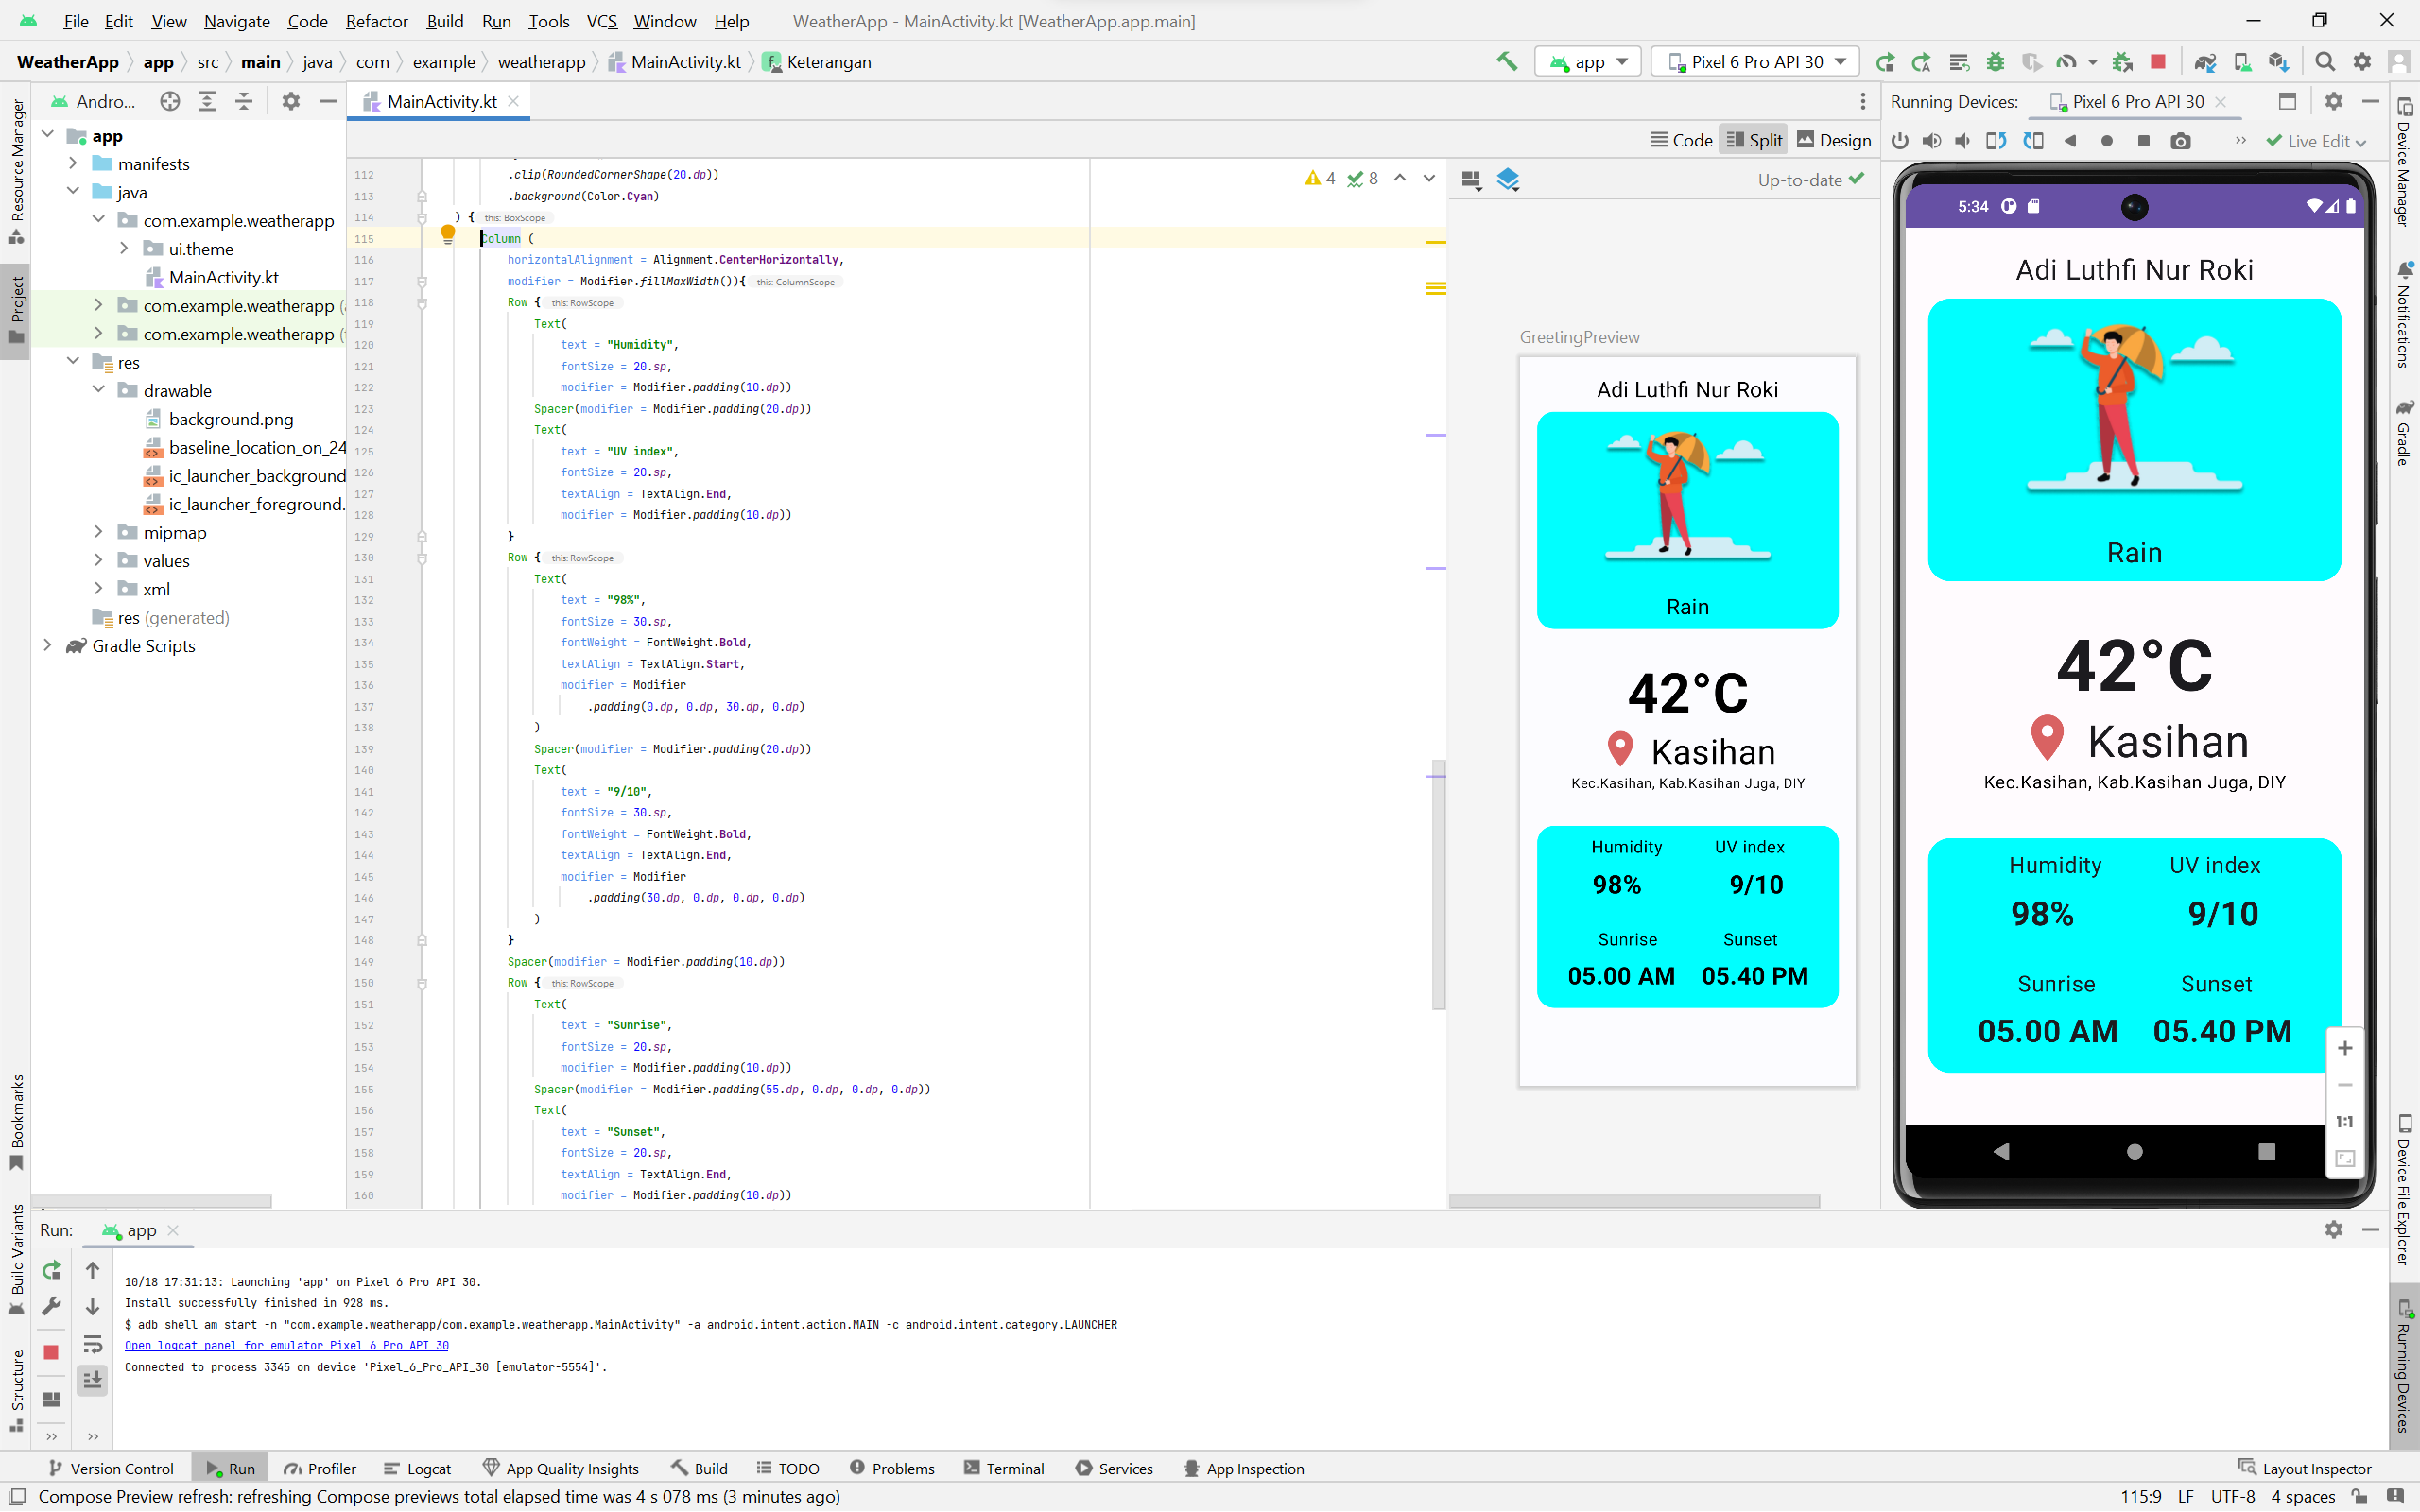 File Edit View Navigate Code Refactor Build Run Tools VCS Window Help WeatherApp - MainActivity.kt [WeatherApp.app.main]
WeatherApp app src main java com example weatherapp MainActivity.kt Keterangan app Pixel 6 Pro API 30
Andro... MainActivity.kt Running Devices: Pixel 6 Pro API 30
Code Split Design Live Edit
Resource Manager
Project
Bookmarks
Build Variants
Structure
app
manifests
java
com.example.weatherapp
ui.theme
MainActivity.kt
com.example.weatherapp
com.example.weatherapp
res
drawable
background.png
baseline_location_on_24
ic_launcher_background
ic_launcher_foreground.
mipmap
values
xml
res (generated)
Gradle Scripts
4 8
112 .clip(RoundedCornerShape(20.dp))
113 .background(Color.Cyan)
114 ) { this: BoxScope
115 Column (
116 horizontalAlignment = Alignment.CenterHorizontally,
117 modifier = Modifier.fillMaxWidth()){ this: ColumnScope
118 Row { this: RowScope
119 Text(
120 text = "Humidity",
121 fontSize = 20.sp,
122 modifier = Modifier.padding(10.dp))
123 Spacer(modifier = Modifier.padding(20.dp))
124 Text(
125 text = "UV index",
126 fontSize = 20.sp,
127 textAlign = TextAlign.End,
128 modifier = Modifier.padding(10.dp))
129 }
130 Row { this: RowScope
131 Text(
132 text = "98%",
133 fontSize = 30.sp,
134 fontWeight = FontWeight.Bold,
135 textAlign = TextAlign.Start,
136 modifier = Modifier
137 .padding(0.dp, 0.dp, 30.dp, 0.dp)
138 )
139 Spacer(modifier = Modifier.padding(20.dp))
140 Text(
141 text = "9/10",
142 fontSize = 30.sp,
143 fontWeight = FontWeight.Bold,
144 textAlign = TextAlign.End,
145 modifier = Modifier
146 .padding(30.dp, 0.dp, 0.dp, 0.dp)
147 )
148 }
149 Spacer(modifier = Modifier.padding(10.dp))
150 Row { this: RowScope
151 Text(
152 text = "Sunrise",
153 fontSize = 20.sp,
154 modifier = Modifier.padding(10.dp))
155 Spacer(modifier = Modifier.padding(55.dp, 0.dp, 0.dp, 0.dp))
156 Text(
157 text = "Sunset",
158 fontSize = 20.sp,
159 textAlign = TextAlign.End,
160 modifier = Modifier.padding(10.dp))
Up-to-date
GreetingPreview
Adi Luthfi Nur Roki
Rain
42°C
Kasihan
Kec.Kasihan, Kab.Kasihan Juga, DIY
Humidity UV index
98% 9/10
Sunrise Sunset
05.00 AM 05.40 PM
5:34
Adi Luthfi Nur Roki
Rain
42°C
Kasihan
Kec.Kasihan, Kab.Kasihan Juga, DIY
Humidity UV index
98% 9/10
Sunrise Sunset
05.00 AM 05.40 PM
1:1
Device Manager
Notifications
Gradle
Device File Explorer
Running Devices
Run: app
10/18 17:31:13: Launching 'app' on Pixel 6 Pro API 30.
Install successfully finished in 928 ms.
$ adb shell am start -n "com.example.weatherapp/com.example.weatherapp.MainActivity" -a android.intent.action.MAIN -c android.intent.category.LAUNCHER
Open logcat panel for emulator Pixel 6 Pro API 30
Connected to process 3345 on device 'Pixel_6_Pro_API_30 [emulator-5554]'.
Version Control Run Profiler Logcat App Quality Insights Build TODO Problems Terminal Services App Inspection Layout Inspector
Compose Preview refresh: refreshing Compose previews total elapsed time was 4 s 078 ms (3 minutes ago) 115:9 LF UTF-8 4 spaces